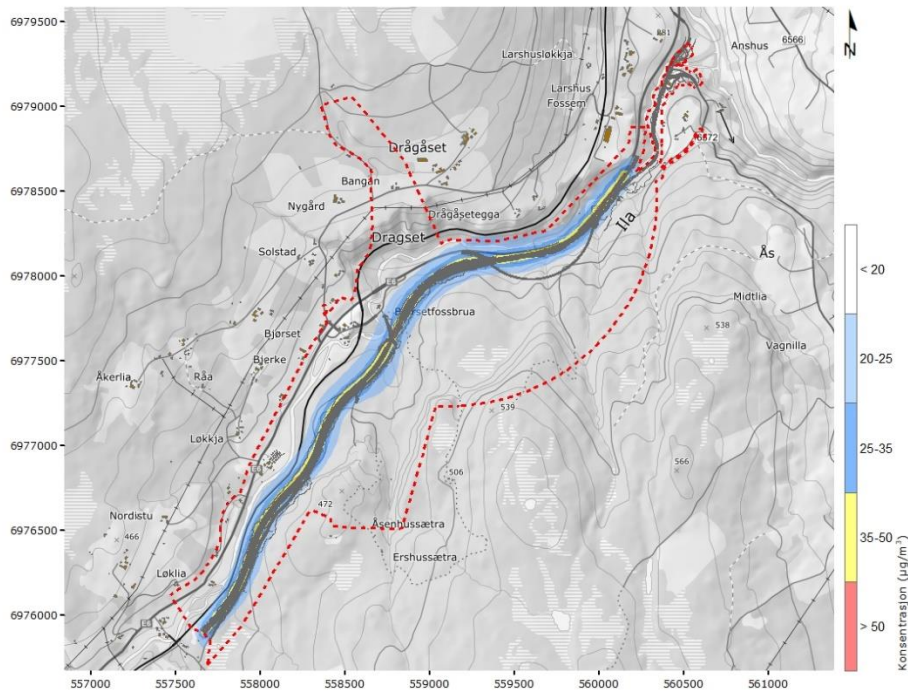 6979500
6979000
6978500
6978000
6977500
6977000
6976500
6976000
557000
557500
558000
558500
559000
559500
560000
560500
561000
N
Larshusløkkja
881
Anshus
6566
Larshus
Fossem
6672
Drågåset
Bangån
Nygård
Drågåsetegga
Ila
Dragset
Solstad
Ås
Midtlia
538
Vagnilla
Bjørset
Bjerke
Åkerlia
Råa
539
Løkkja
506
566
472
Nordistu
466
Åsenhussætra
Ershussætra
Løklia
< 20
20-25
25-35
35-50
> 50
Konsentrasjon (µg/m³)